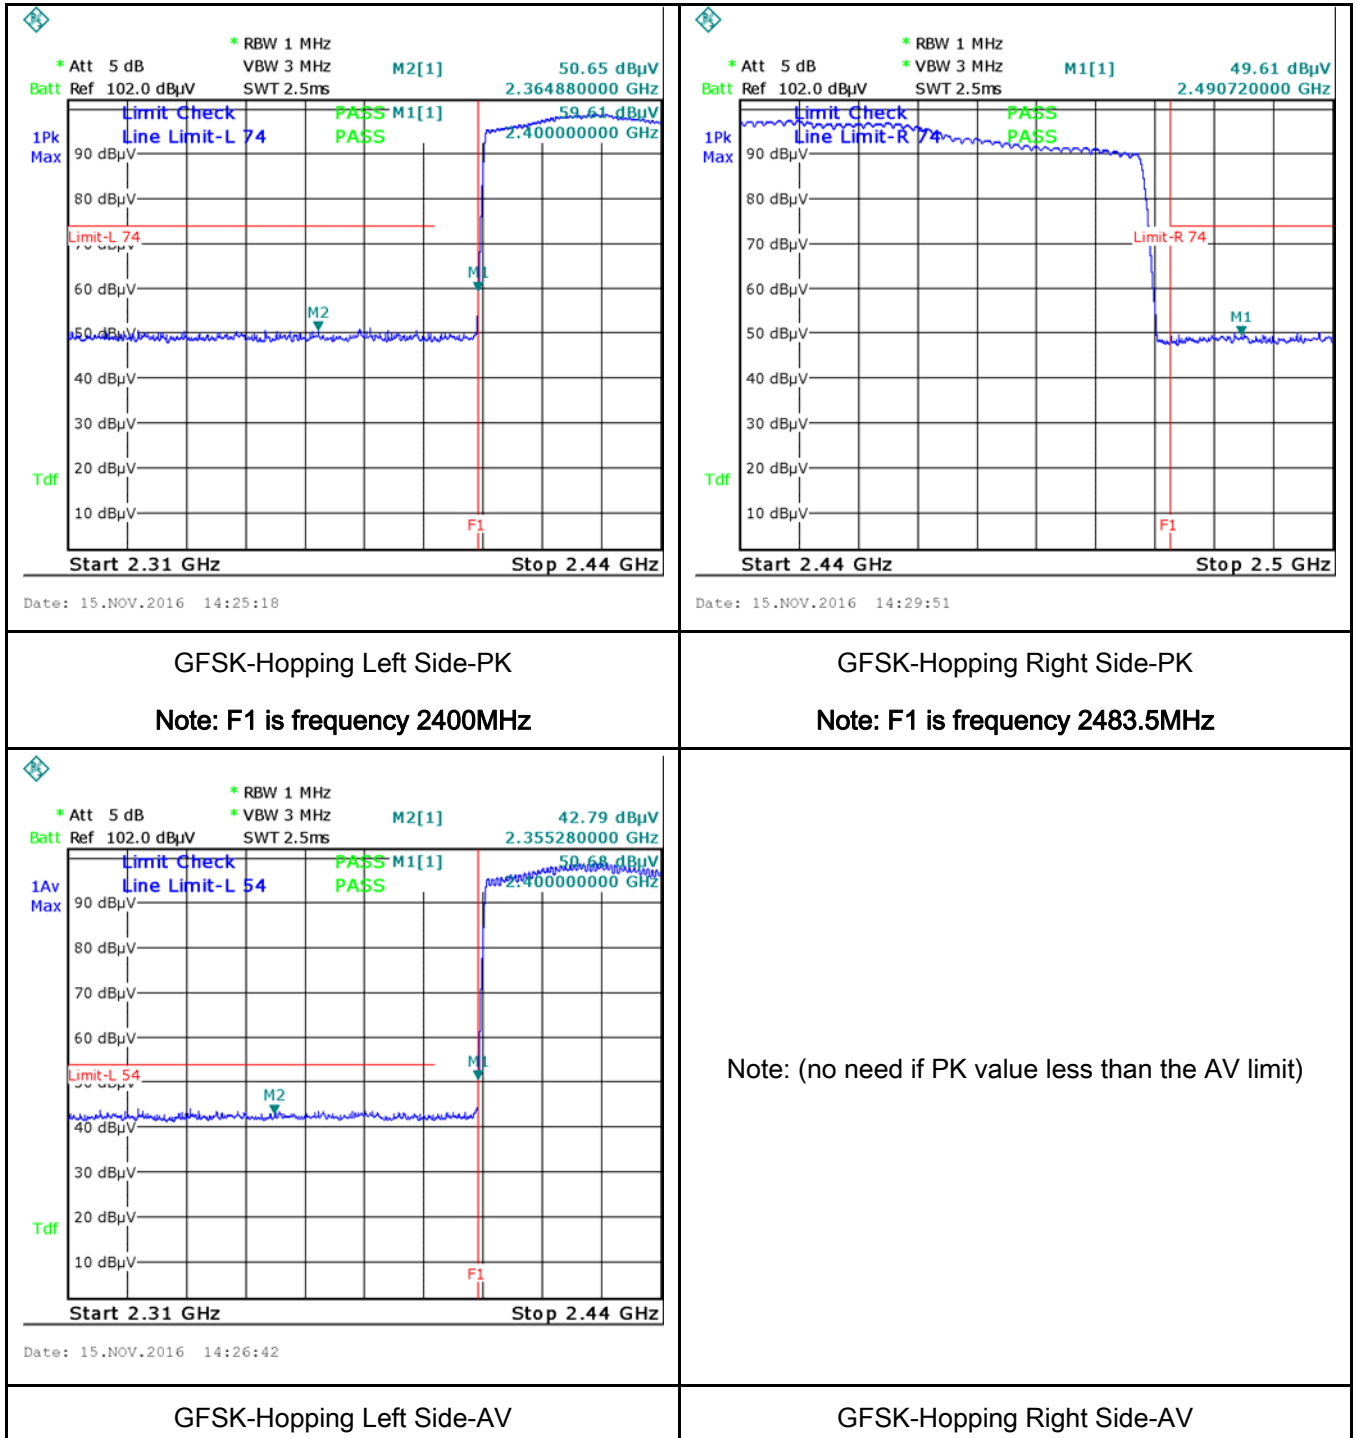 * RBW 1 MHz
* Att 5 dB VBW 3 MHz M2[1] 50.65 dBµV
Batt Ref 102.0 dBµV SWT 2.5ms 2.364880000 GHz
Limit Check PASS M1[1] 59.61 dBµV
1Pk Line Limit-L 74 PASS 2.400000000 GHz
Max
90 dBµV
80 dBµV
Limit-L 74
70 dBµV
M1
60 dBµV
M2
50 dBµV
40 dBµV
30 dBµV
20 dBµV
Tdf
10 dBµV
F1
Start 2.31 GHz Stop 2.44 GHz
Date: 15.NOV.2016 14:25:18
* RBW 1 MHz
* Att 5 dB * VBW 3 MHz M1[1] 49.61 dBµV
Batt Ref 102.0 dBµV SWT 2.5ms 2.490720000 GHz
Limit Check PASS
1Pk Line Limit-R 74 PASS
Max
90 dBµV
80 dBµV
Limit-R 74
70 dBµV
60 dBµV
M1
50 dBµV
40 dBµV
30 dBµV
20 dBµV
Tdf
10 dBµV
F1
Start 2.44 GHz Stop 2.5 GHz
Date: 15.NOV.2016 14:29:51
GFSK-Hopping Left Side-PK
Note: F1 is frequency 2400MHz
GFSK-Hopping Right Side-PK
Note: F1 is frequency 2483.5MHz
* RBW 1 MHz
* Att 5 dB * VBW 3 MHz M2[1] 42.79 dBµV
Batt Ref 102.0 dBµV SWT 2.5ms 2.355280000 GHz
Limit Check PASS M1[1] 50.68 dBµV
1Av Line Limit-L 54 PASS 2.400000000 GHz
Max
90 dBµV
80 dBµV
70 dBµV
60 dBµV
M1
Limit-L 54
50 dBµV
M2
40 dBµV
30 dBµV
20 dBµV
Tdf
10 dBµV
F1
Start 2.31 GHz Stop 2.44 GHz
Date: 15.NOV.2016 14:26:42
Note: (no need if PK value less than the AV limit)
GFSK-Hopping Left Side-AV
GFSK-Hopping Right Side-AV